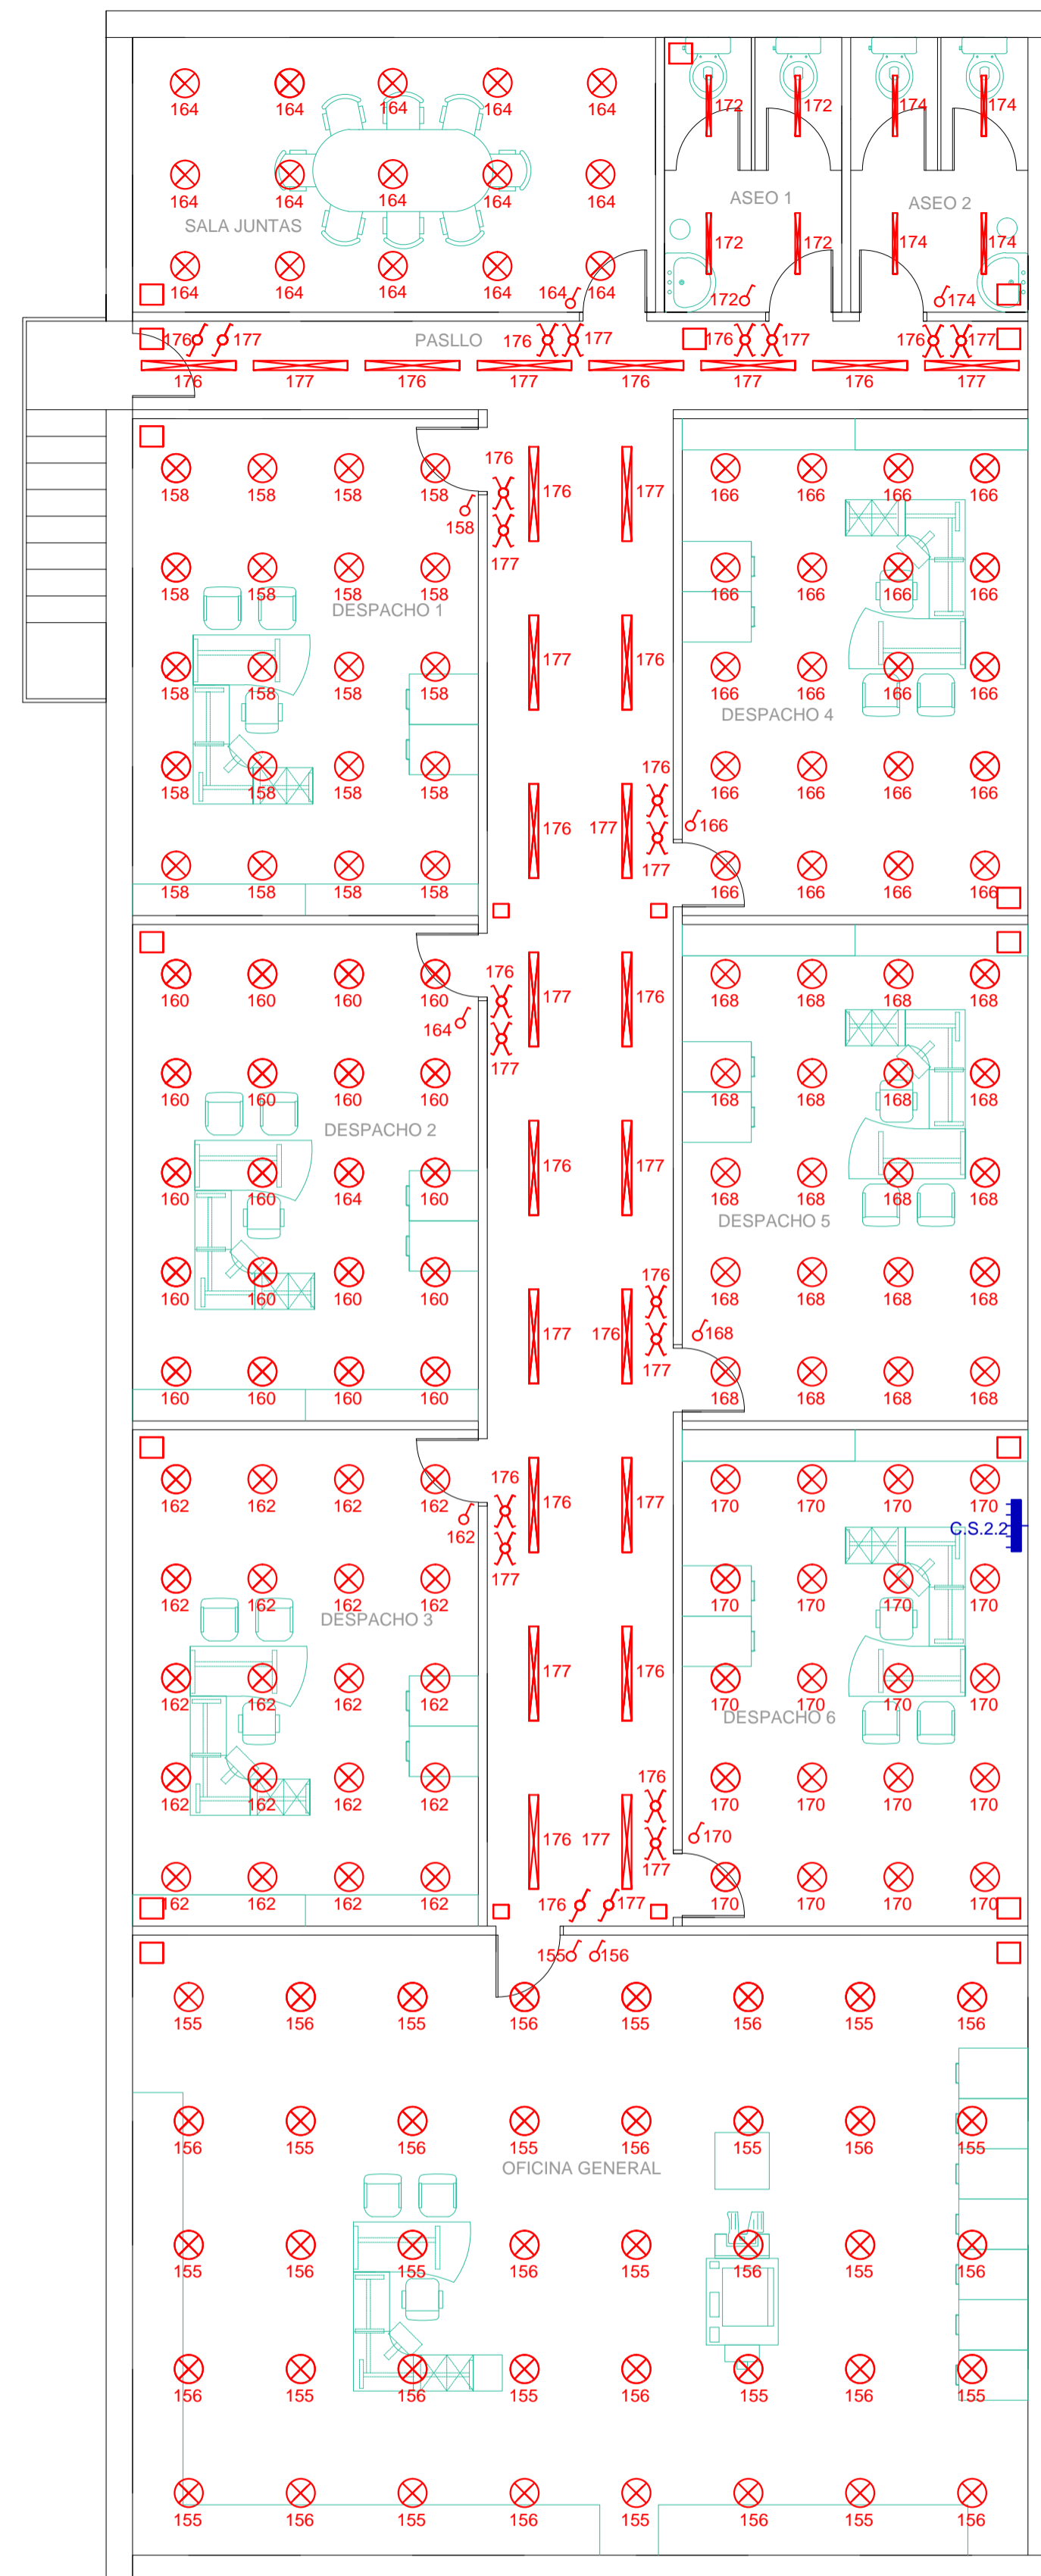 164 164 164 164 164
172 172 174 174
164 164 164 164 164
SALA JUNTAS
ASEO 1
ASEO 2
172 172 174 174
164 164 164 164 164
164
172
174
176 177
PASLLO
176 177
176 177
176 177
176 177 176 177 176 177 176 177
158 158 158 158
158
176
177
176 177
166 166 166 166
158 158 158 158
DESPACHO 1
166 166 166 166
177 176
158 158 158 158
166 166 166 166
DESPACHO 4
158 158 158 158
176
177
176 177
166
166 166 166 166
158 158 158 158
166 166 166 166
160 160 160 160
164
176
177
177 176
168 168 168 168
160 160 160 160
DESPACHO 2
168 168 168 168
176 177
160 160 164 160
168 168 168 168
DESPACHO 5
160 160 160 160
176
177
177 176
168
168 168 168 168
160 160 160 160
168 168 168 168
162 162 162 162
162
176
177
176 177
170 170 170 170
C.S.2.2
162 162 162 162
DESPACHO 3
170 170 170 170
177 176
162 162 162 162
170 170 170 170
DESPACHO 6
162 162 162 162
176
177
176 177
170
170 170 170 170
162 162 162 162
170 170 170 170
176 177
155 156
155 156 155 156 155 156 155 156
156 155 156 155 156 155 156 155
OFICINA GENERAL
155 156 155 156 155 156 155 156
156 155 156 155 156 155 156 155
155 156 155 156 155 156 155 156